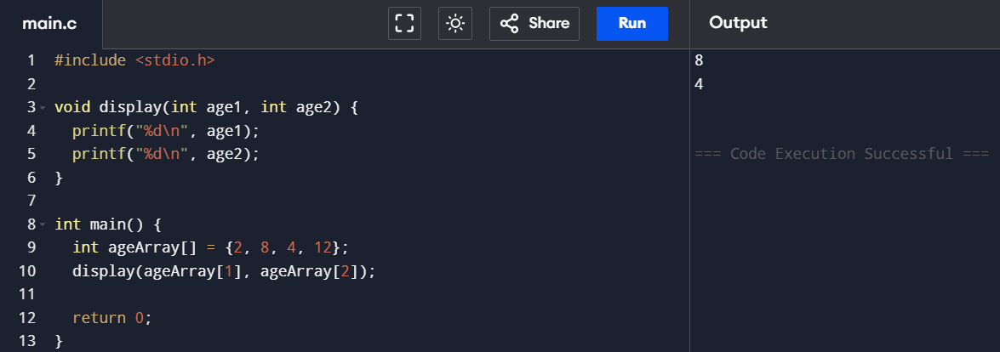 main.c Share Run Output
1 #include <stdio.h>
2
3 void display(int age1, int age2) {
4   printf("%d\n", age1);
5   printf("%d\n", age2);
6 }
7
8 int main() {
9   int ageArray[] = {2, 8, 4, 12};
10   display(ageArray[1], ageArray[2]);
11
12   return 0;
13 }
8
4
=== Code Execution Successful ===